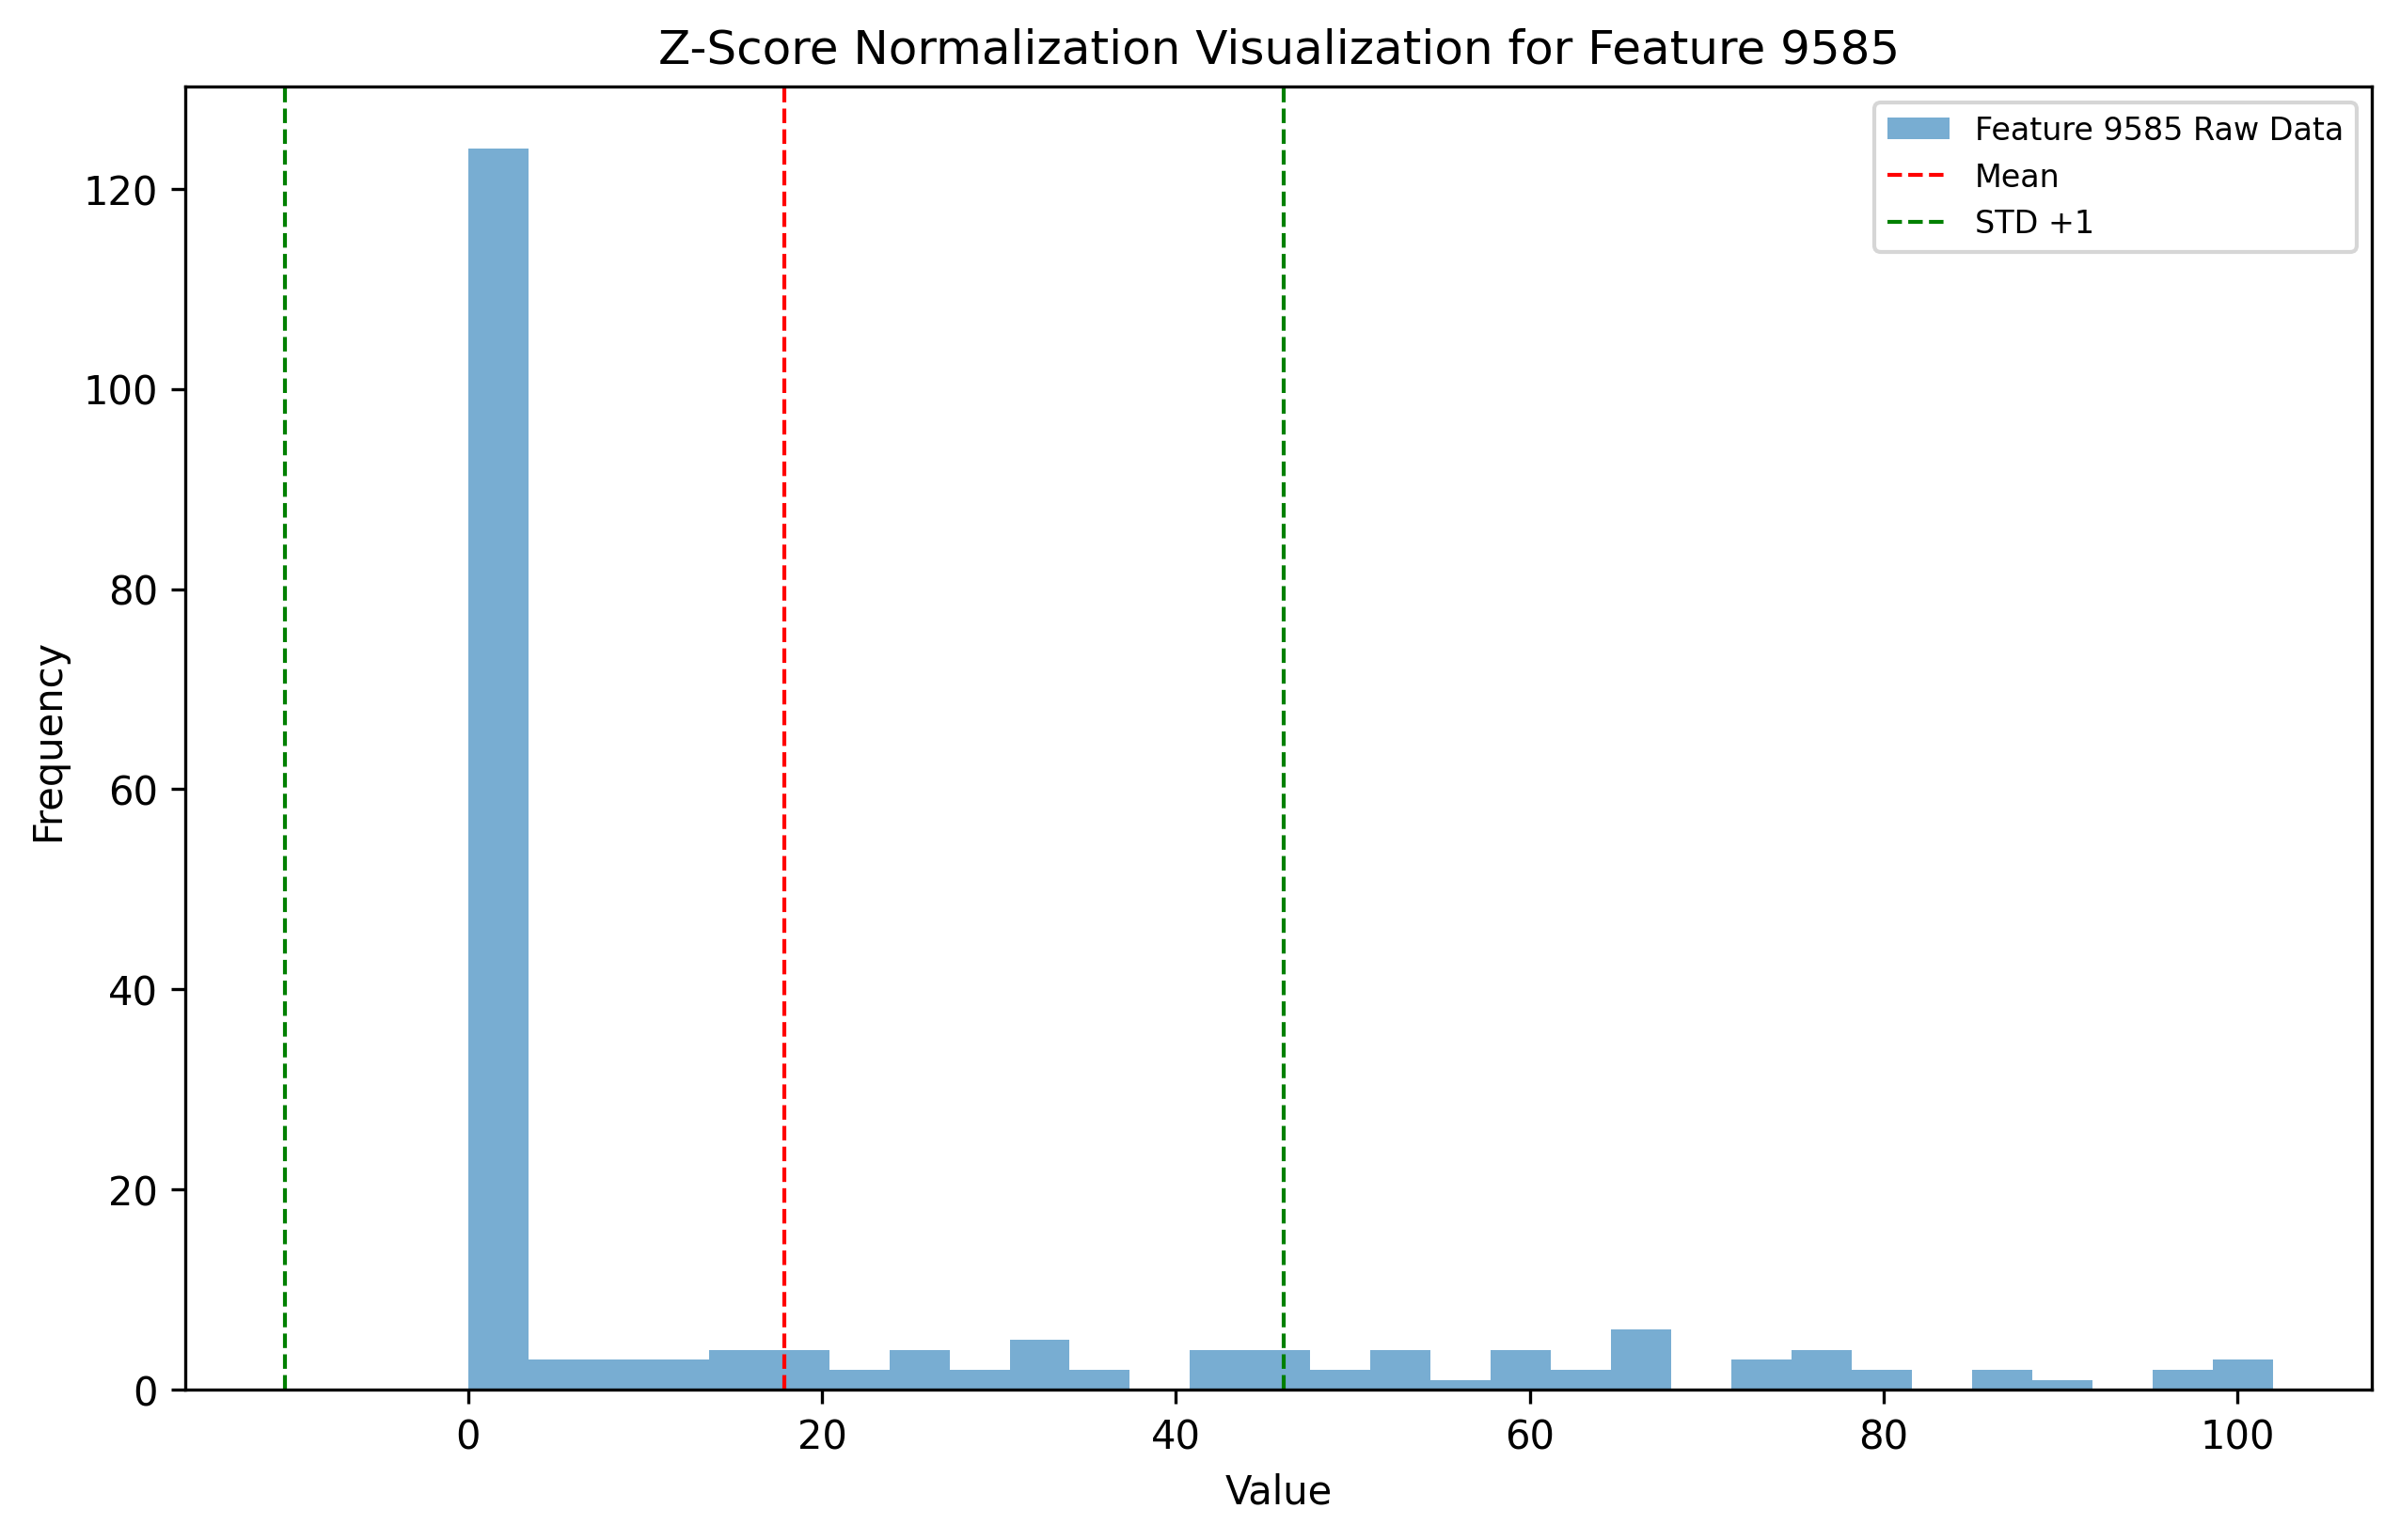 Z-Score Normalization Visualization for Feature 9585
Feature 9585 Raw Data
Mean
STD +1
120
100
80
60
40
20
0
Frequency
0 20 40 60 80 100
Value